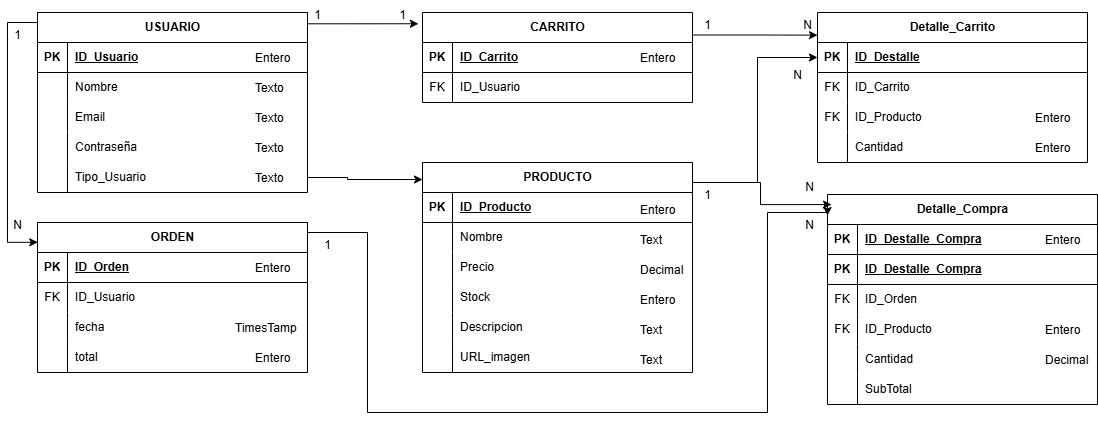 USUARIO
PK ID_Usuario Entero
Nombre Texto
Email Texto
Contraseña Texto
Tipo_Usuario Texto
1
1
1
CARRITO
PK ID_Carrito Entero
FK ID_Usuario
1
N
Detalle_Carrito
PK ID_Destalle
FK ID_Carrito
FK ID_Producto Entero
Cantidad Entero
N
N
ORDEN
PK ID_Orden Entero
FK ID_Usuario
fecha TimesTamp
total Entero
1
PRODUCTO
PK ID_Producto Entero
Nombre Text
Precio Decimal
Stock Entero
Descripcion Text
URL_imagen Text
1
N
N
Detalle_Compra
PK ID_Destalle_Compra Entero
PK ID_Destalle_Compra
FK ID_Orden
FK ID_Producto Entero
Cantidad Decimal
SubTotal